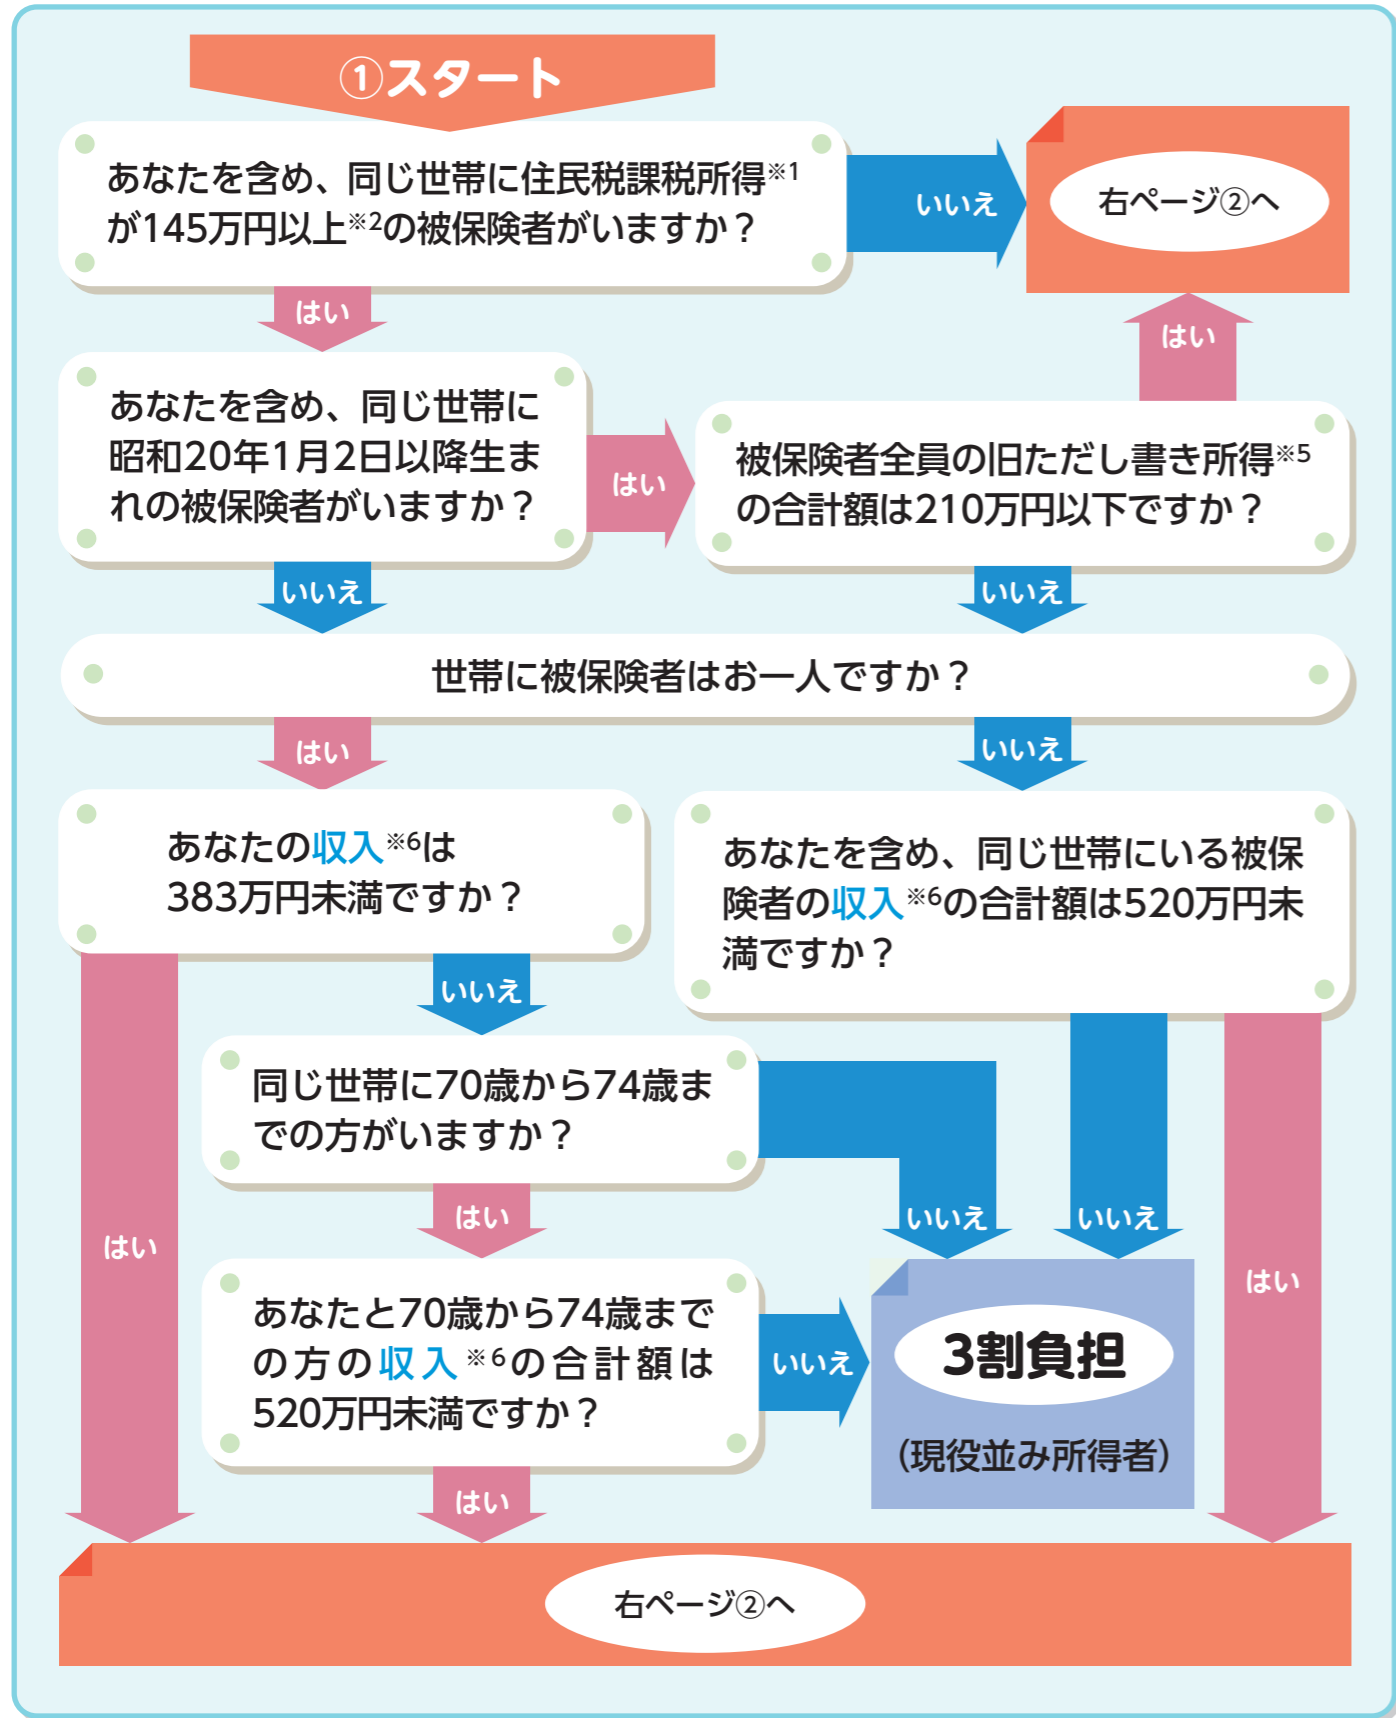 ①スタート
あなたを含め、同じ世帯に住民税課税所得※1
が145万円以上※2の被保険者がいますか？
いいえ
右ページ②へ
はい
はい
あなたを含め、同じ世帯に
昭和20年1月2日以降生ま
れの被保険者がいますか？
はい
被保険者全員の旧ただし書き所得※5
の合計額は210万円以下ですか？
いいえ
いいえ
世帯に被保険者はお一人ですか？
はい
いいえ
あなたの収入※6は
383万円未満ですか？
あなたを含め、同じ世帯にいる被保
険者の収入※6の合計額は520万円未
満ですか？
いいえ
同じ世帯に70歳から74歳ま
での方がいますか？
はい
いいえ
いいえ
はい
はい
あなたと70歳から74歳まで
の方の収入※6の合計額は
520万円未満ですか？
いいえ
3割負担
（現役並み所得者）
はい
右ページ②へ